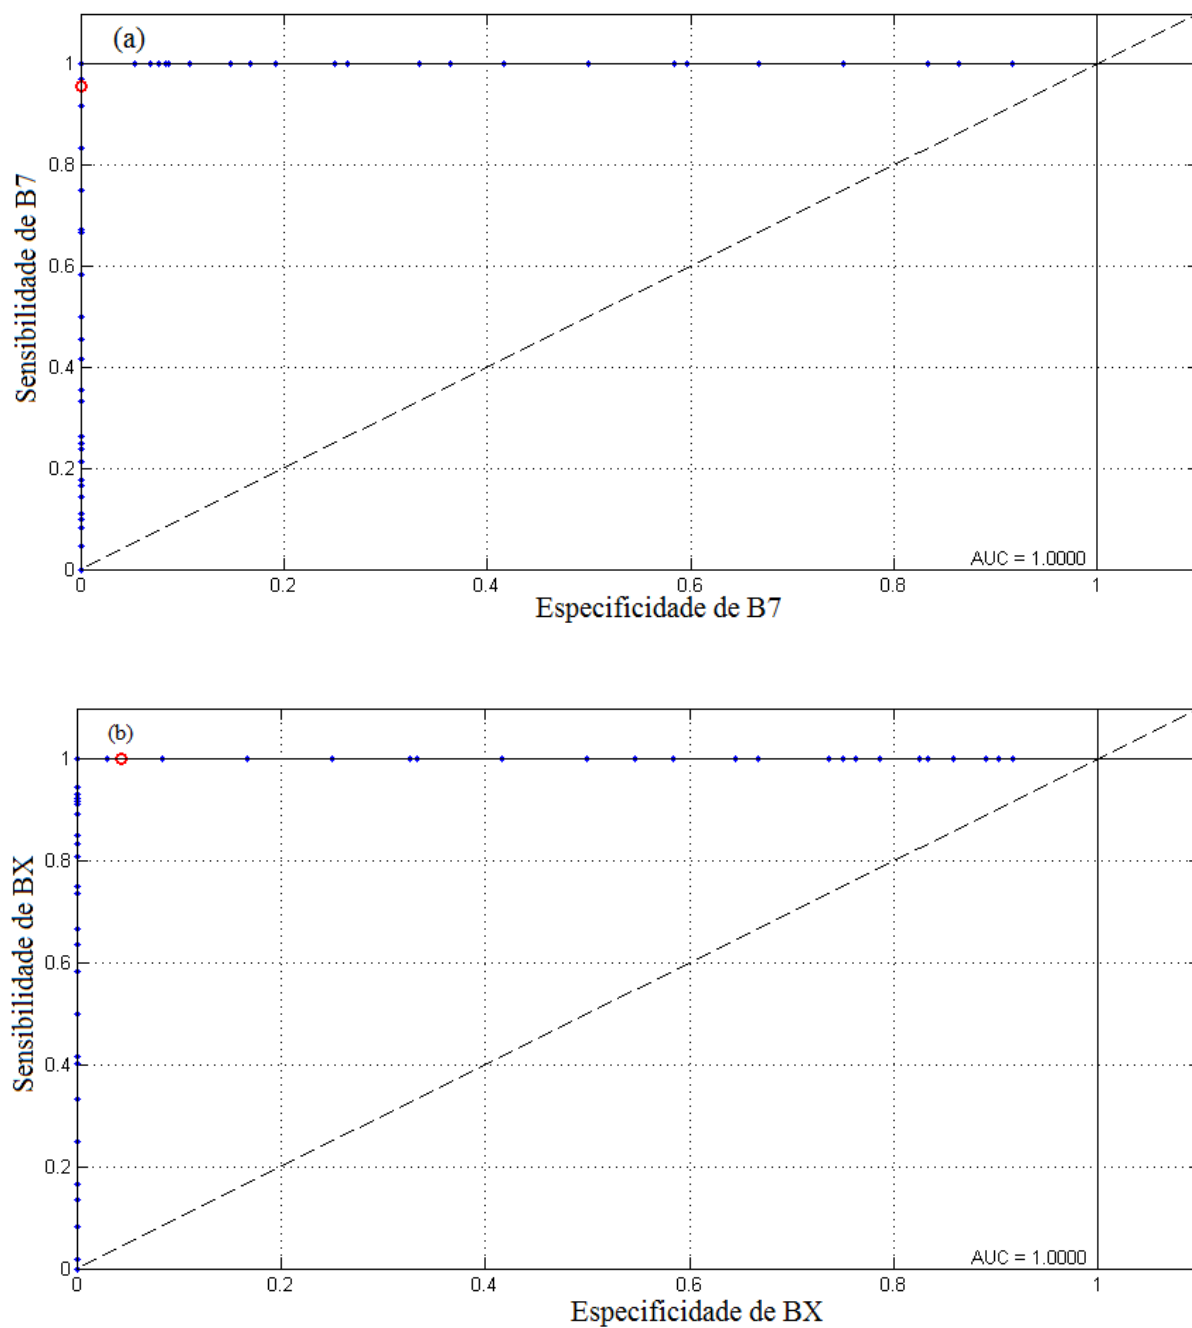 (a)
1
0.8
0.6
0.4
0.2
0
Sensibilidade de B7
AUC = 1.0000
0 0.2 0.4 0.6 0.8 1
Especificidade de B7
(b)
1
0.8
0.6
0.4
0.2
0
Sensibilidade de BX
AUC = 1.0000
0 0.2 0.4 0.6 0.8 1
Especificidade de BX